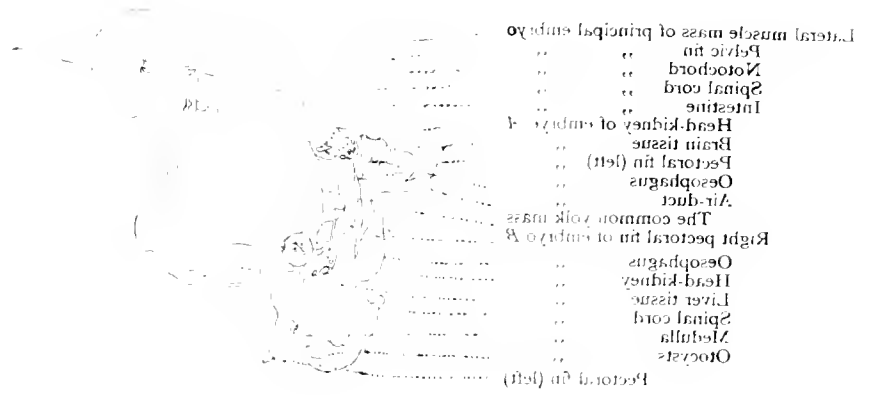 Lateral muscle mass of principal embryo
Pelvic fin ,, ,,
Notochord ,, ,,
Spinal cord ,, ,,
Intestine ,, ,,
Head-kidney of embryo A
Brain tissue ,,
Pectoral fin (left) ,,
Oesophagus ,,
Air-duct ,,
The common yolk mass
Right pectoral fin of embryo B
Oesophagus ,,
Head-kidney ,,
Liver tissue ,,
Spinal cord ,,
Medulla ,,
Otocysts ,,
Pectoral fin (left)